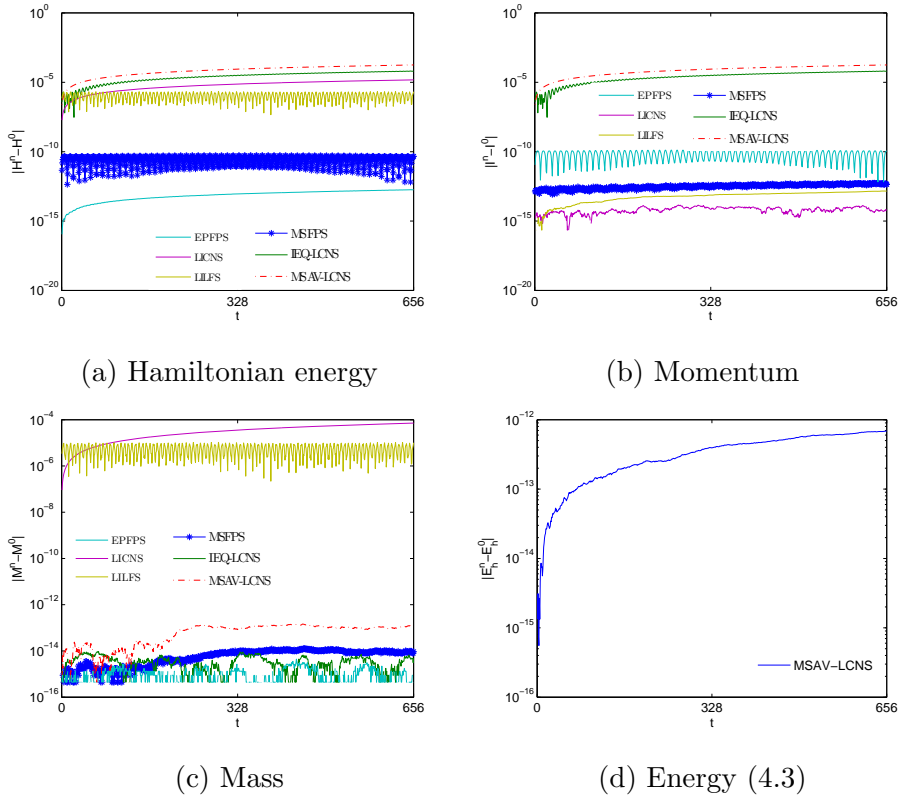 10^0
10^-5
10^-10
10^-15
10^-20
|H^n−H^0|
EPFPS
LICNS
LILFS
MSFPS
IEQ-LCNS
MSAV-LCNS
0
328
656
t
(a) Hamiltonian energy
10^0
10^-5
10^-10
10^-15
10^-20
|I^n−I^0|
EPFPS
LICNS
LILFS
MSFPS
IEQ-LCNS
MSAV-LCNS
0
328
656
t
(b) Momentum
10^-4
10^-6
10^-8
10^-10
10^-12
10^-14
10^-16
|M^n−M^0|
EPFPS
LICNS
LILFS
MSFPS
IEQ-LCNS
MSAV-LCNS
0
328
656
t
(c) Mass
10^-12
10^-13
10^-14
10^-15
10^-16
|E_h^n−E_h^0|
MSAV−LCNS
0
328
656
t
(d) Energy (4.3)